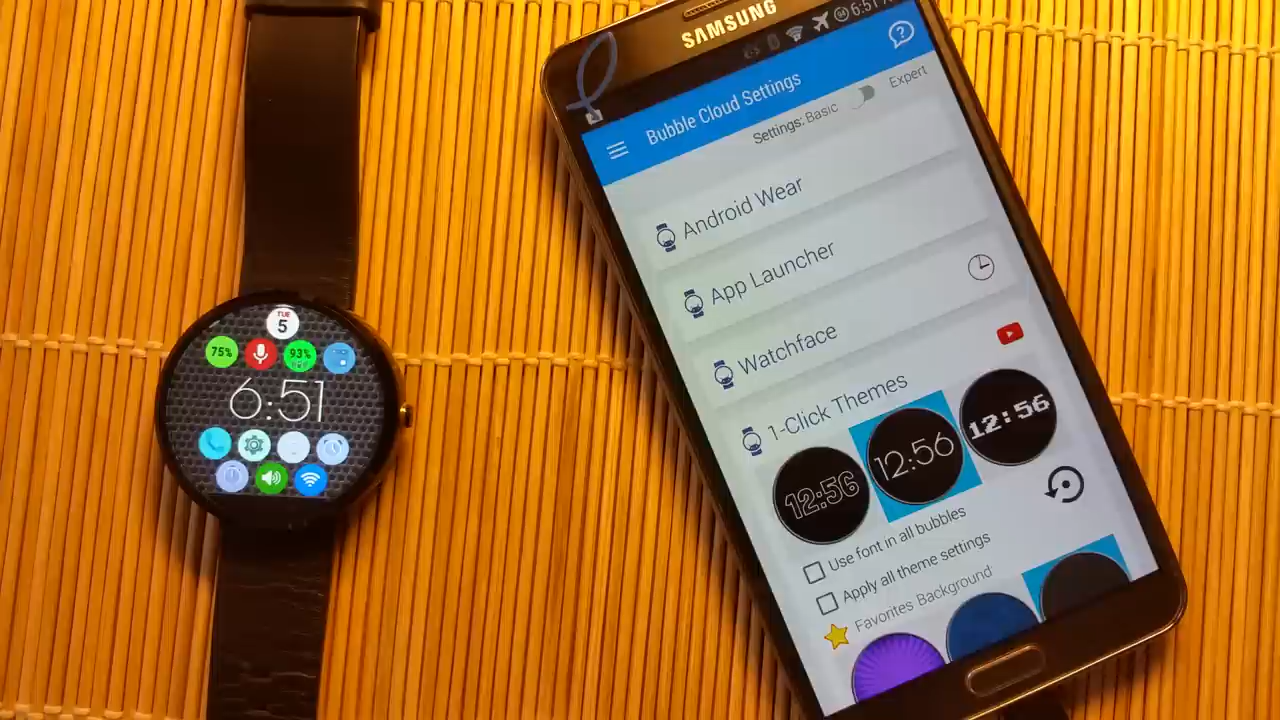 TUE
5
75%
93%
6:51
SAMSUNG
6:51
Bubble Cloud Settings
Settings: Basic
Expert
Android Wear
App Launcher
Watchface
1-Click Themes
12:56
12:56
12:56
Use font in all bubbles
Apply all theme settings
Favorites Background